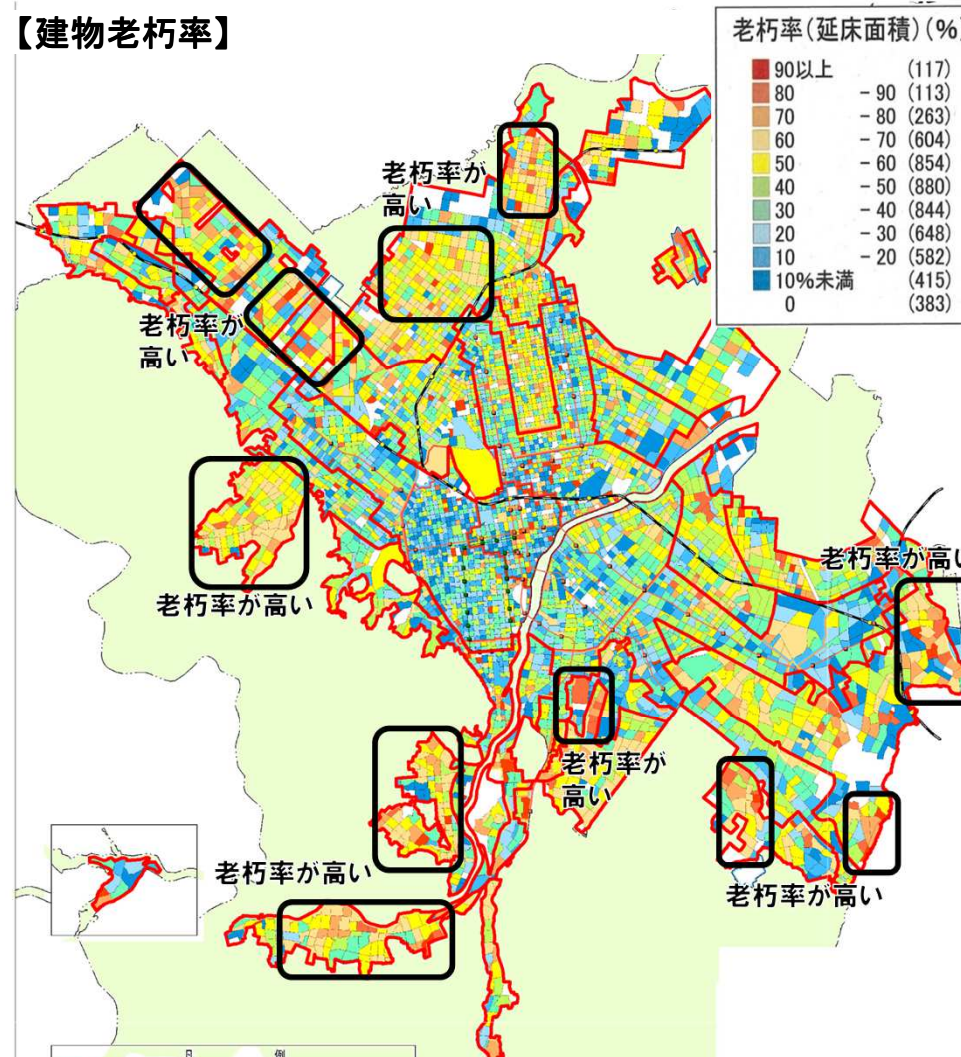 【建物老朽率】
老朽率(延床面積)(%)
90以上 (117)
80 - 90 (113)
70 - 80 (263)
60 - 70 (604)
50 - 60 (854)
40 - 50 (880)
30 - 40 (844)
20 - 30 (648)
10 - 20 (582)
10%未満 (415)
0 (383)
老朽率が
高い
老朽率が
高い
老朽率が高い
老朽率が高い
老朽率が
高い
老朽率が高い
老朽率が高い
凡 例